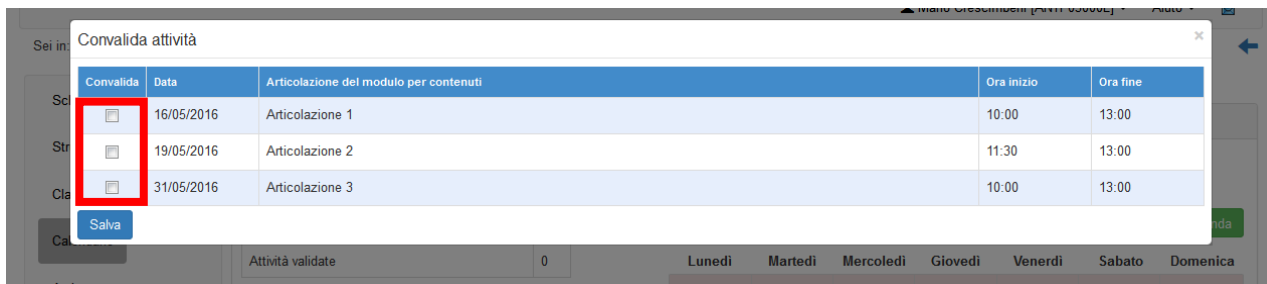 Aiuto
Sei in:
Convalida attività
×
Convalida Data Articolazione del modulo per contenuti Ora inizio Ora fine
16/05/2016 Articolazione 1 10:00 13:00
19/05/2016 Articolazione 2 11:30 13:00
31/05/2016 Articolazione 3 10:00 13:00
Salva
Attività validate 0
Lunedì Martedì Mercoledì Giovedì Venerdì Sabato Domenica